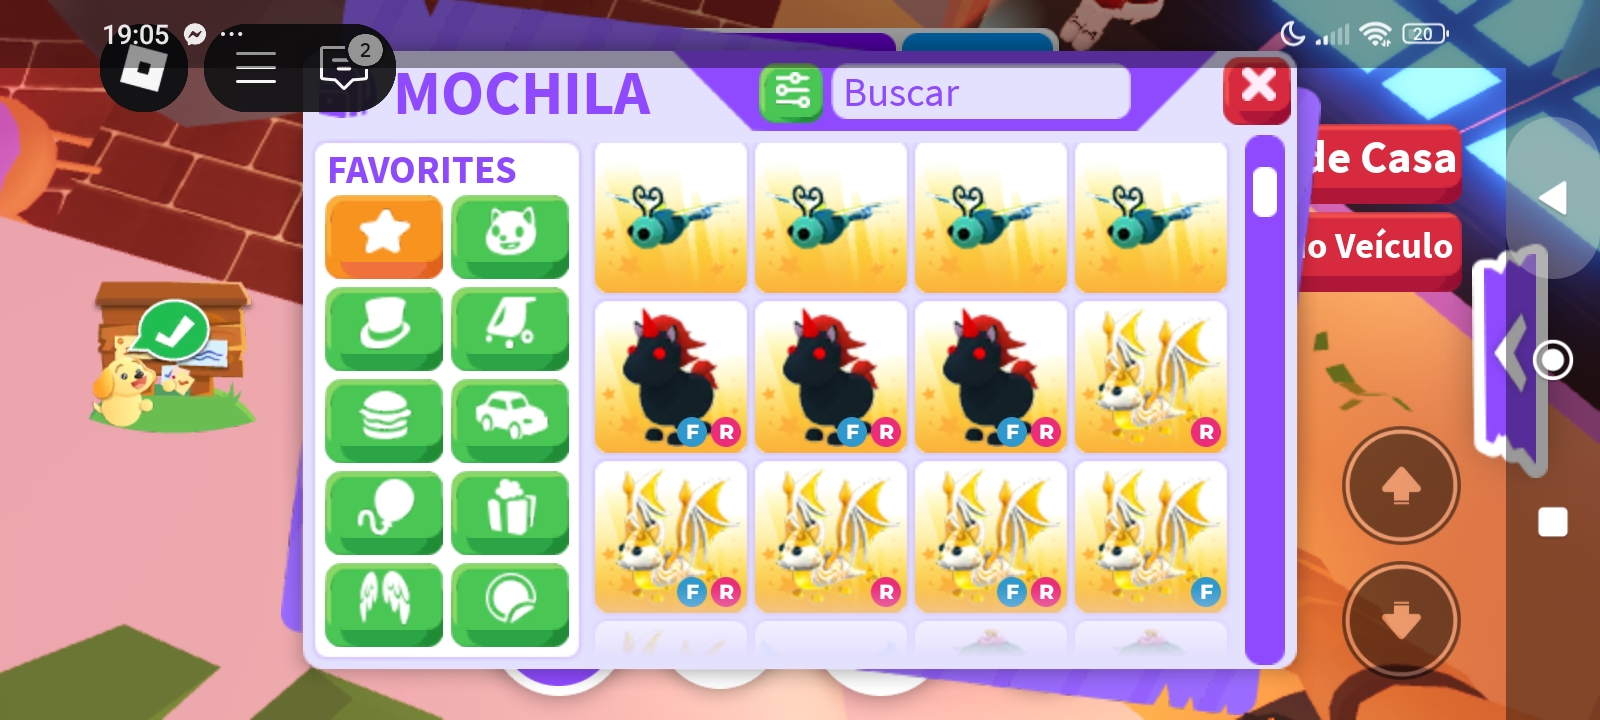 19:05
2
20
MOCHILA
Buscar
FAVORITES
de Casa
o Veículo
F R
F R
F R
R
F R
R
F R
F